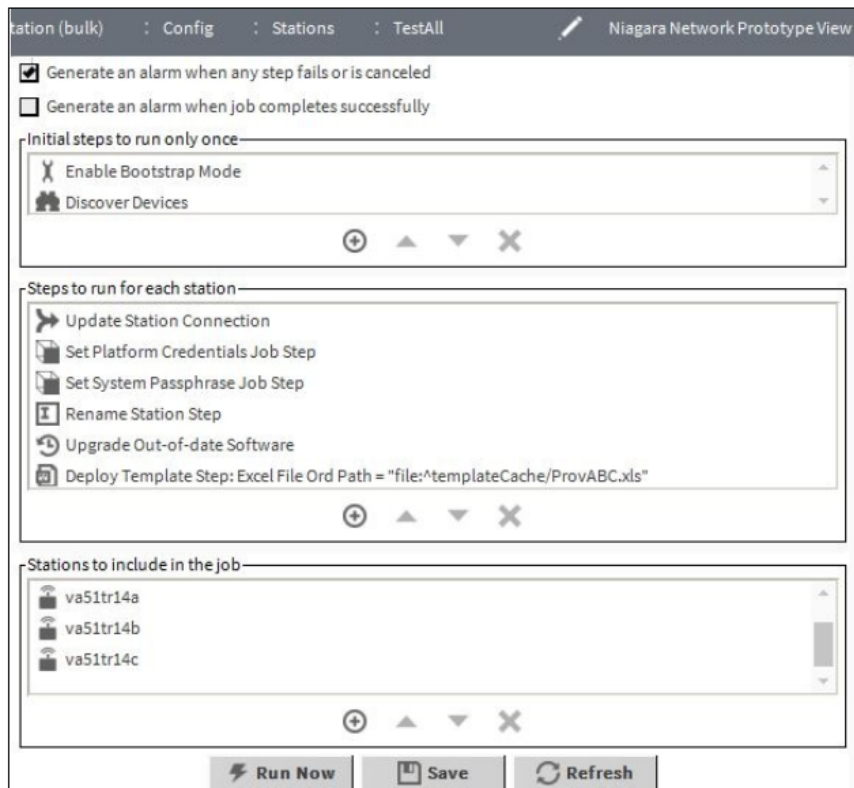 tation (bulk) : Config : Stations : TestAll Niagara Network Prototype View
Generate an alarm when any step fails or is canceled
Generate an alarm when job completes successfully
Initial steps to run only once
Enable Bootstrap Mode
Discover Devices
Steps to run for each station
Update Station Connection
Set Platform Credentials Job Step
Set System Passphrase Job Step
Rename Station Step
Upgrade Out-of-date Software
Deploy Template Step: Excel File Ord Path = "file:^templateCache/ProvABC.xls"
Stations to include in the job
va51tr14a
va51tr14b
va51tr14c
Run Now Save Refresh